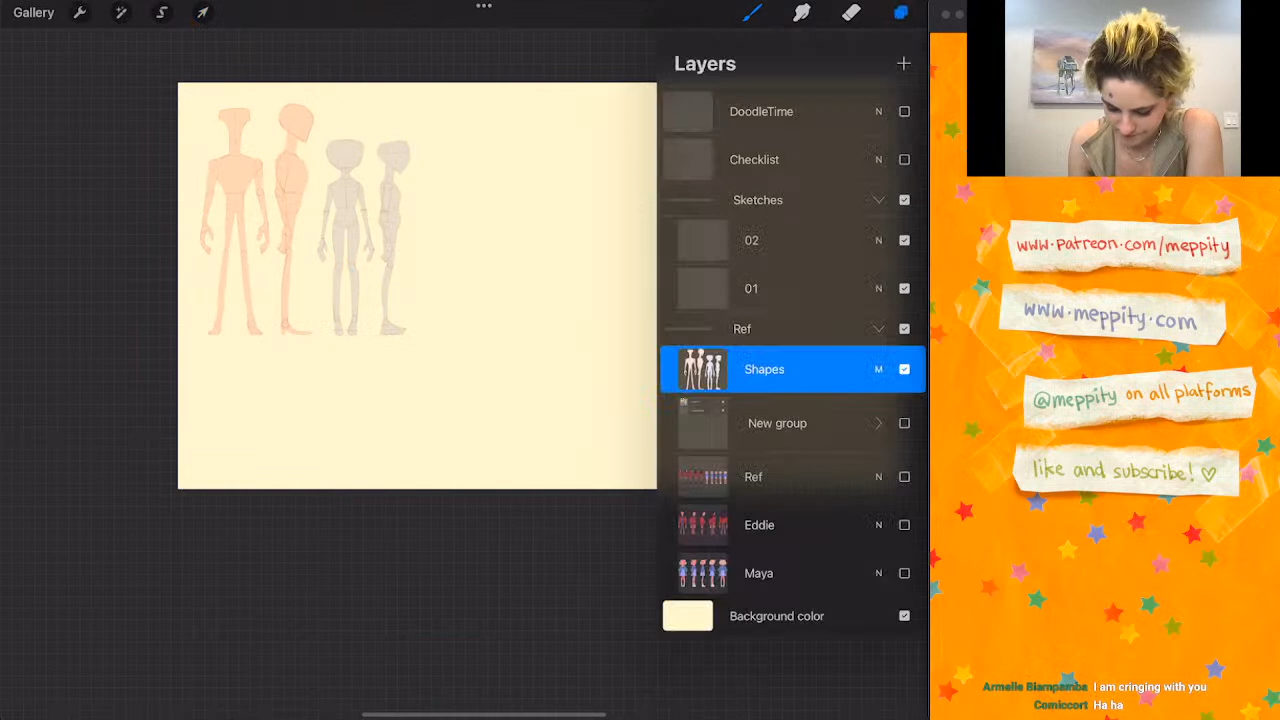 Gallery
Layers
DoodleTime N
Checklist N
Sketches
02 N
01 N
Ref
Shapes M
New group
Ref N
Eddie N
Maya N
Background color
www.patreon.com/meppity
www.meppity.com
@meppity on all platforms
like and subscribe! ♡
Armelle Biampamba I am cringing with you
Comiccort Ha ha